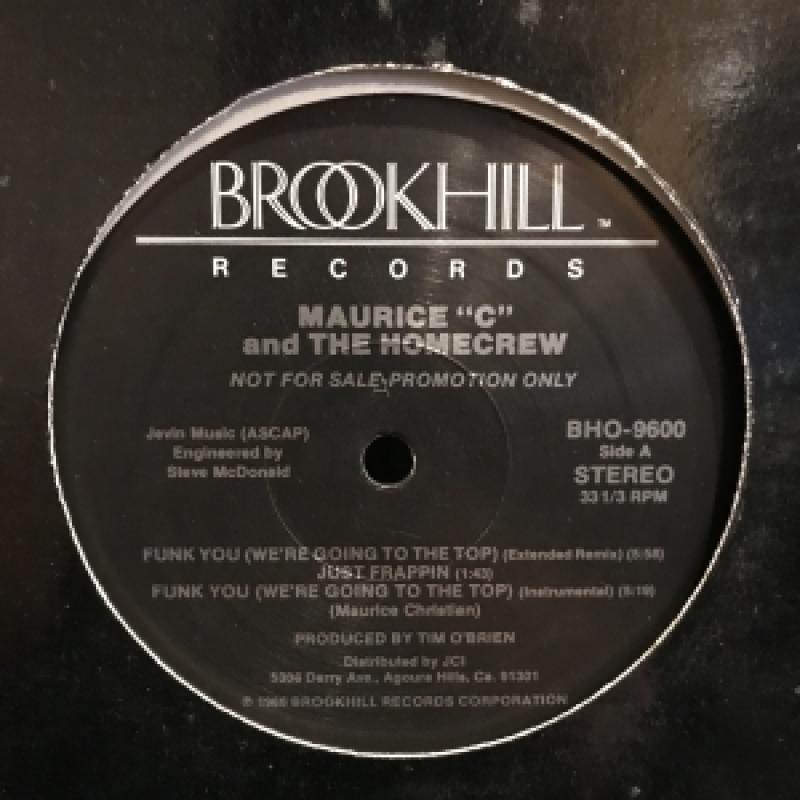 BROOKHILL ™
RECORDS
MAURICE "C"
and THE HOMECREW
NOT FOR SALE, PROMOTION ONLY
Jevin Music (ASCAP)
Engineered by
Steve McDonald
BHO-9600
Side A
STEREO
33 1/3 RPM
FUNK YOU (WE'RE GOING TO THE TOP) (Extended Remix) (5:58)
JUST FRAPPIN (1:43)
FUNK YOU (WE'RE GOING TO THE TOP) (Instrumental) (5:19)
(Maurice Christian)
PRODUCED BY TIM O'BRIEN
Distributed by JCI
Derry Ave., Agoura Hills, Ca. 91301
BROOKHILL RECORDS CORPORATION